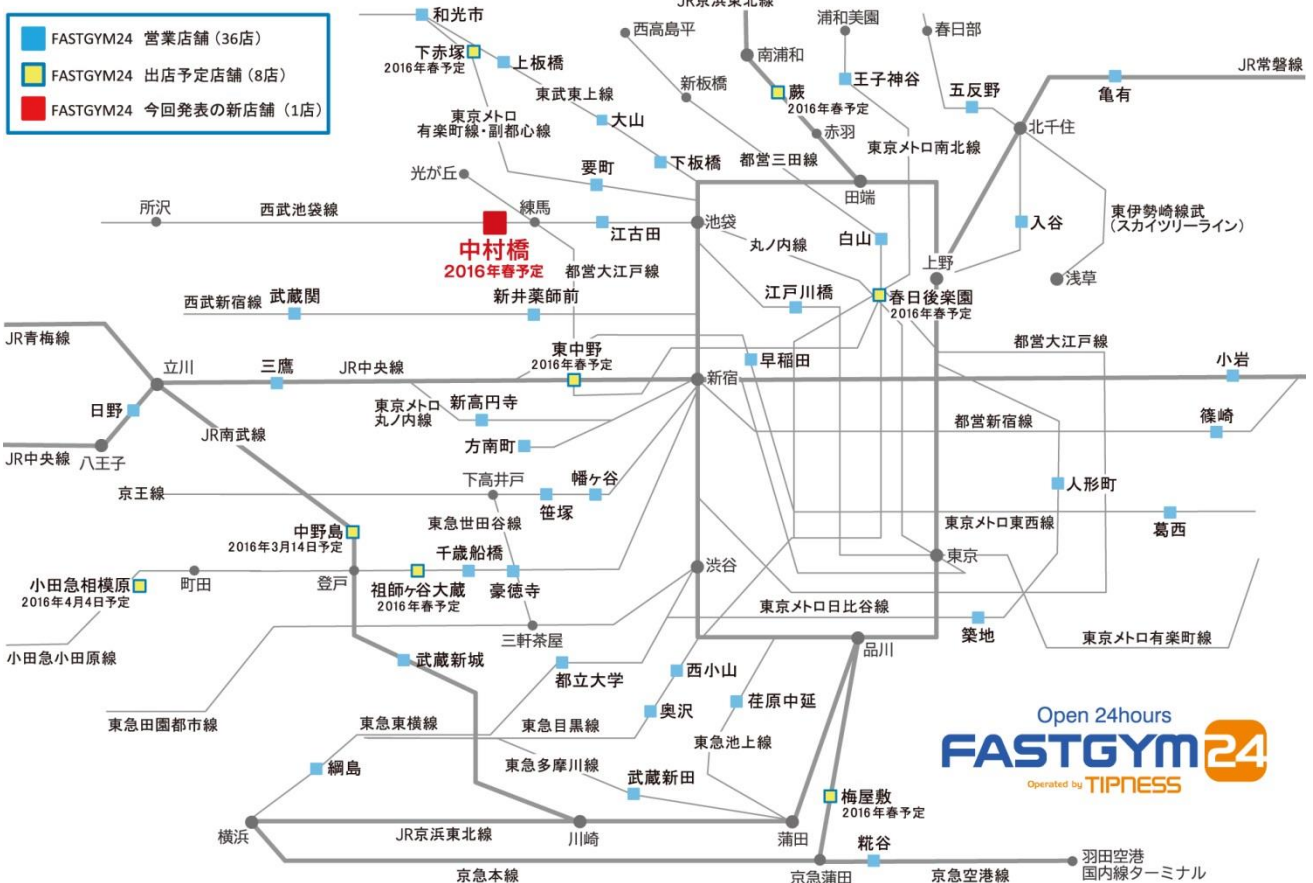 FASTGYM24 営業店舗（36店）
FASTGYM24 出店予定店舗（8店）
FASTGYM24 今回発表の新店舗（1店）
JR京浜東北線
和光市
下赤塚
2016年春予定
上板橋
東武東上線
東京メトロ
有楽町線・副都心線
大山
下板橋
要町
西高島平
新板橋
都営三田線
南浦和
蕨
2016年春予定
赤羽
田端
浦和美園
王子神谷
東京メトロ南北線
春日部
五反野
北千住
亀有
JR常磐線
入谷
東伊勢崎線武
（スカイツリーライン）
浅草
上野
光が丘
所沢
西武池袋線
練馬
江古田
池袋
中村橋
2016年春予定
都営大江戸線
丸ノ内線
白山
江戸川橋
春日後楽園
2016年春予定
西武新宿線
武蔵関
新井薬師前
JR青梅線
立川
三鷹
JR中央線
東中野
2016年春予定
新宿
早稲田
都営大江戸線
小岩
日野
JR中央線
八王子
JR南武線
東京メトロ
丸ノ内線
新高円寺
方南町
都営新宿線
篠崎
京王線
下高井戸
笹塚
幡ヶ谷
人形町
東急世田谷線
東京メトロ東西線
葛西
中野島
2016年3月14日予定
小田急相模原
2016年4月4日予定
町田
登戸
祖師ヶ谷大蔵
2016年春予定
千歳船橋
豪徳寺
渋谷
東京
小田急小田原線
三軒茶屋
東京メトロ日比谷線
築地
東京メトロ有楽町線
品川
武蔵新城
都立大学
西小山
奥沢
荏原中延
東急田園都市線
東急東横線
東急目黒線
東急池上線
綱島
東急多摩川線
武蔵新田
梅屋敷
2016年春予定
横浜
JR京浜東北線
川崎
蒲田
京急本線
京急蒲田
糀谷
京急空港線
羽田空港
国内線ターミナル
Open 24hours
FASTGYM24
Operated by TIPNESS